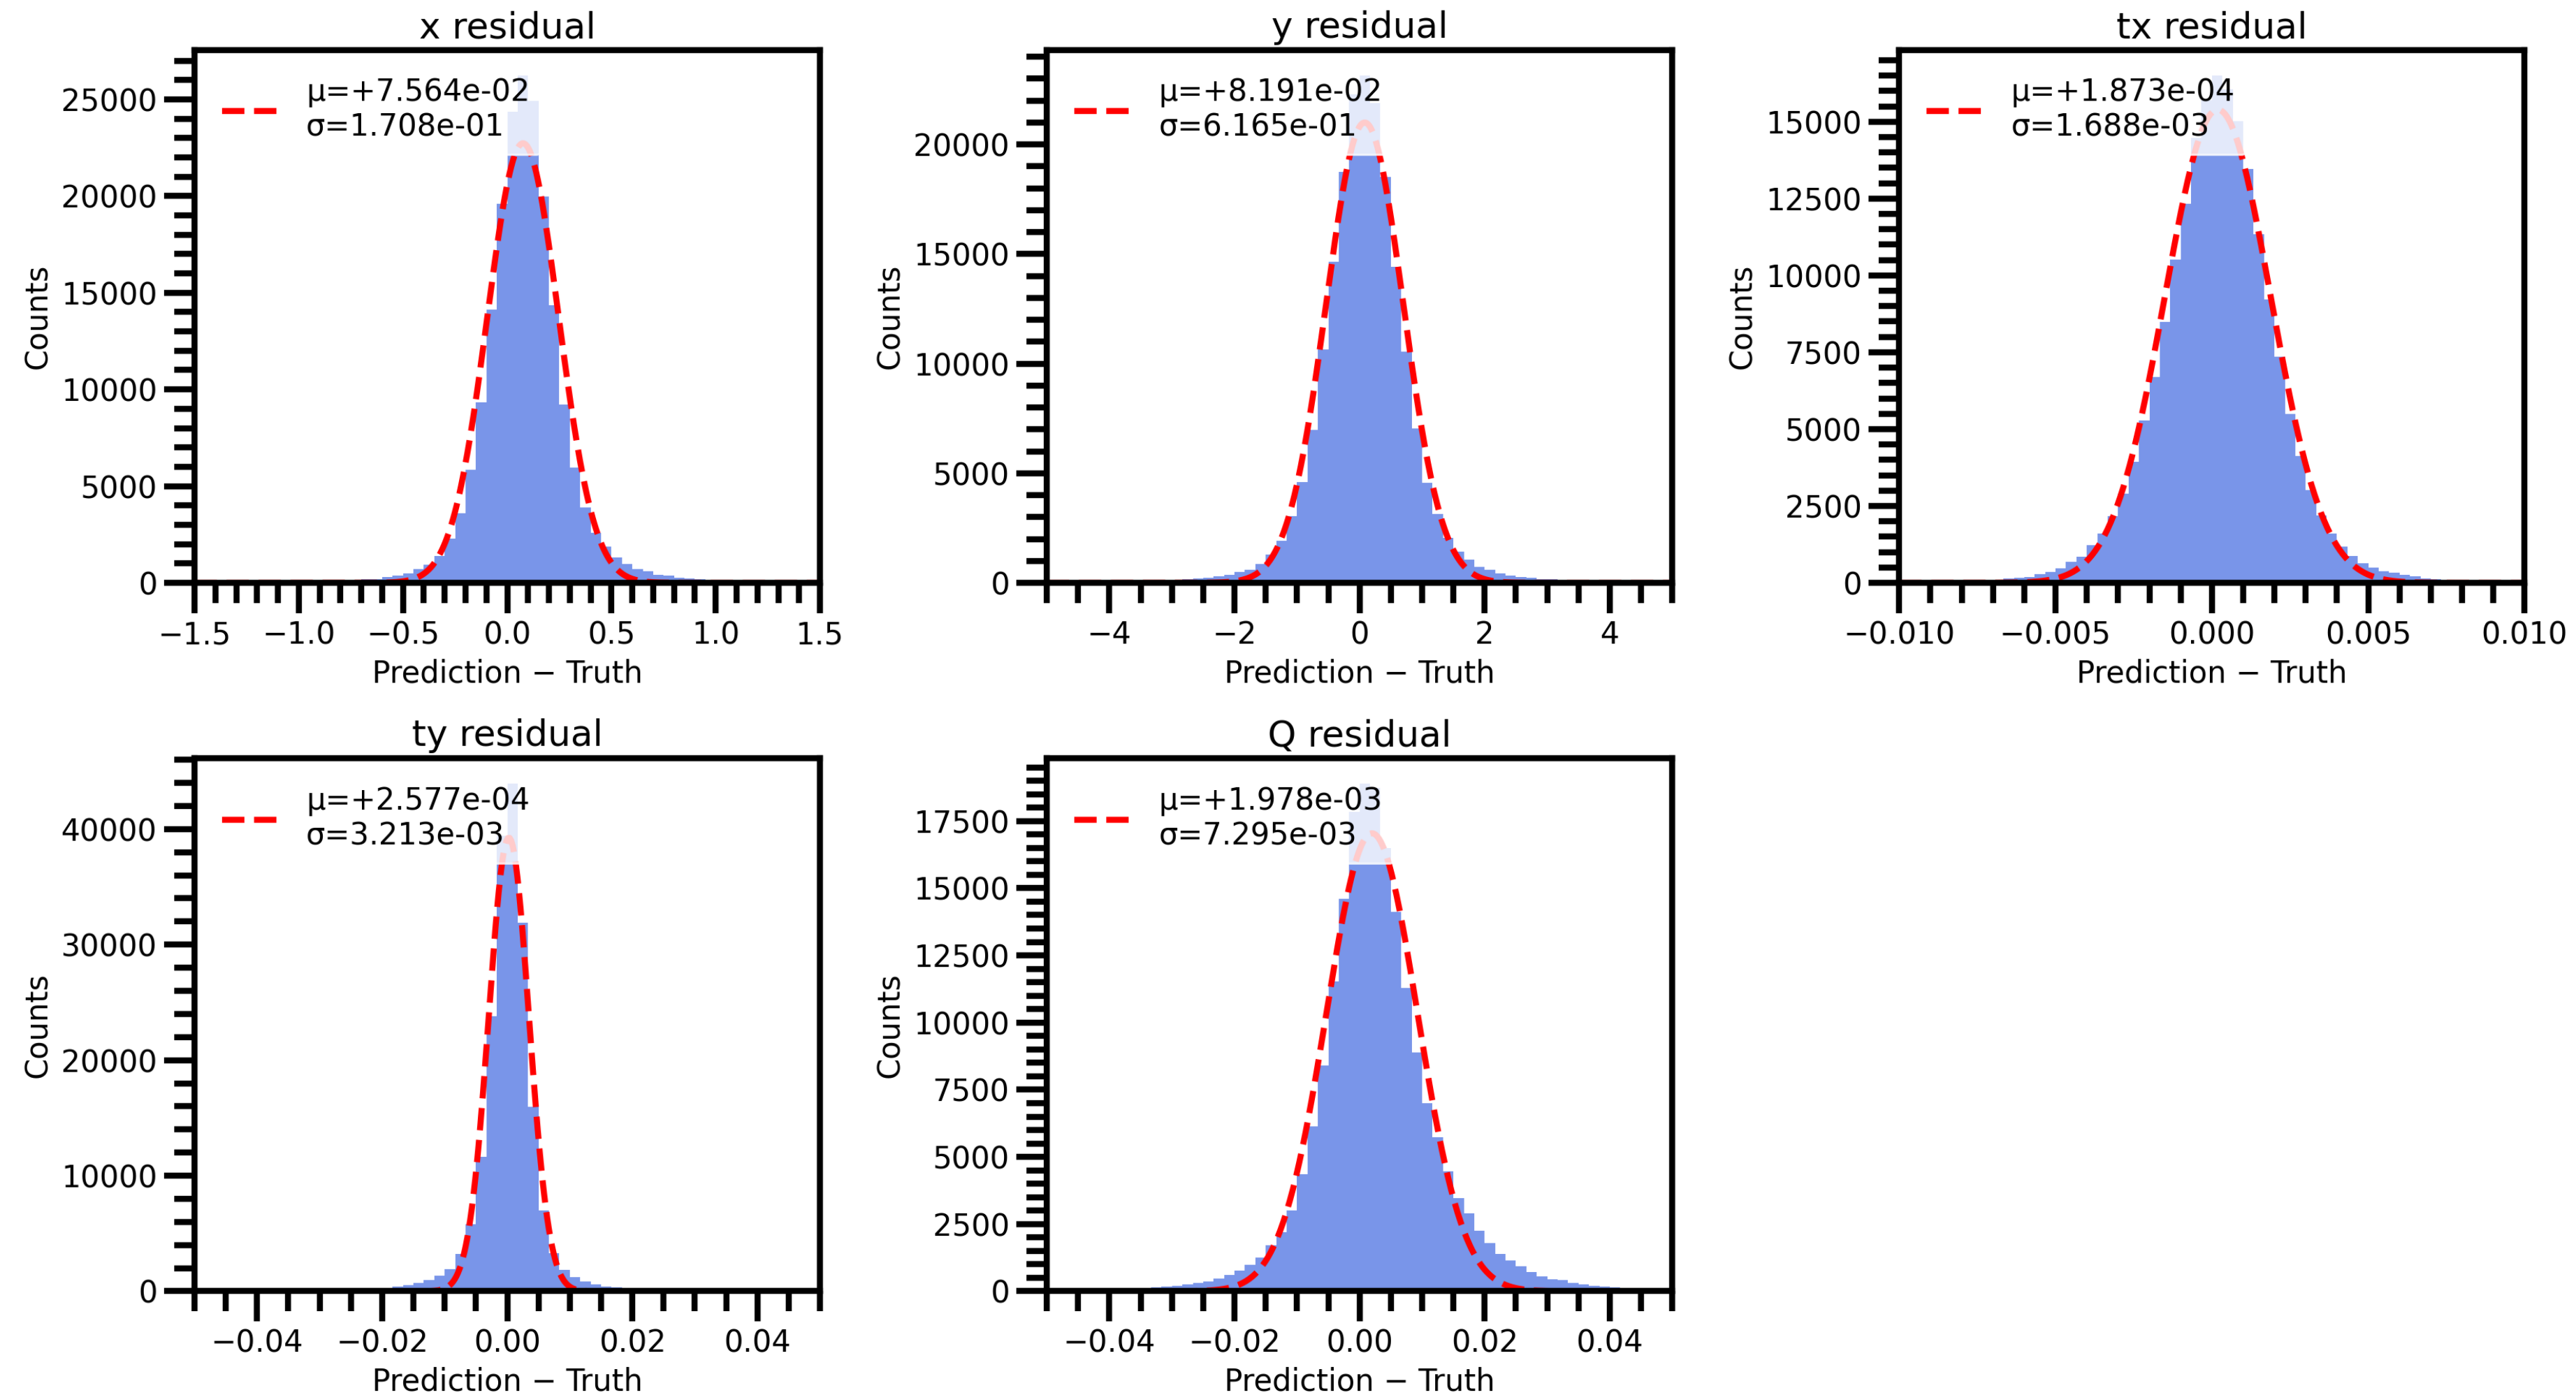 x residual
μ=+7.564e-02
σ=1.708e-01
25000
20000
15000
10000
5000
0
Counts
−1.5 −1.0 −0.5 0.0 0.5 1.0 1.5
Prediction − Truth
y residual
μ=+8.191e-02
σ=6.165e-01
20000
15000
10000
5000
0
Counts
−4 −2 0 2 4
Prediction − Truth
tx residual
μ=+1.873e-04
σ=1.688e-03
15000
12500
10000
7500
5000
2500
0
Counts
−0.010 −0.005 0.000 0.005 0.010
Prediction − Truth
ty residual
μ=+2.577e-04
σ=3.213e-03
40000
30000
20000
10000
0
Counts
−0.04 −0.02 0.00 0.02 0.04
Prediction − Truth
Q residual
μ=+1.978e-03
σ=7.295e-03
17500
15000
12500
10000
7500
5000
2500
0
Counts
−0.04 −0.02 0.00 0.02 0.04
Prediction − Truth